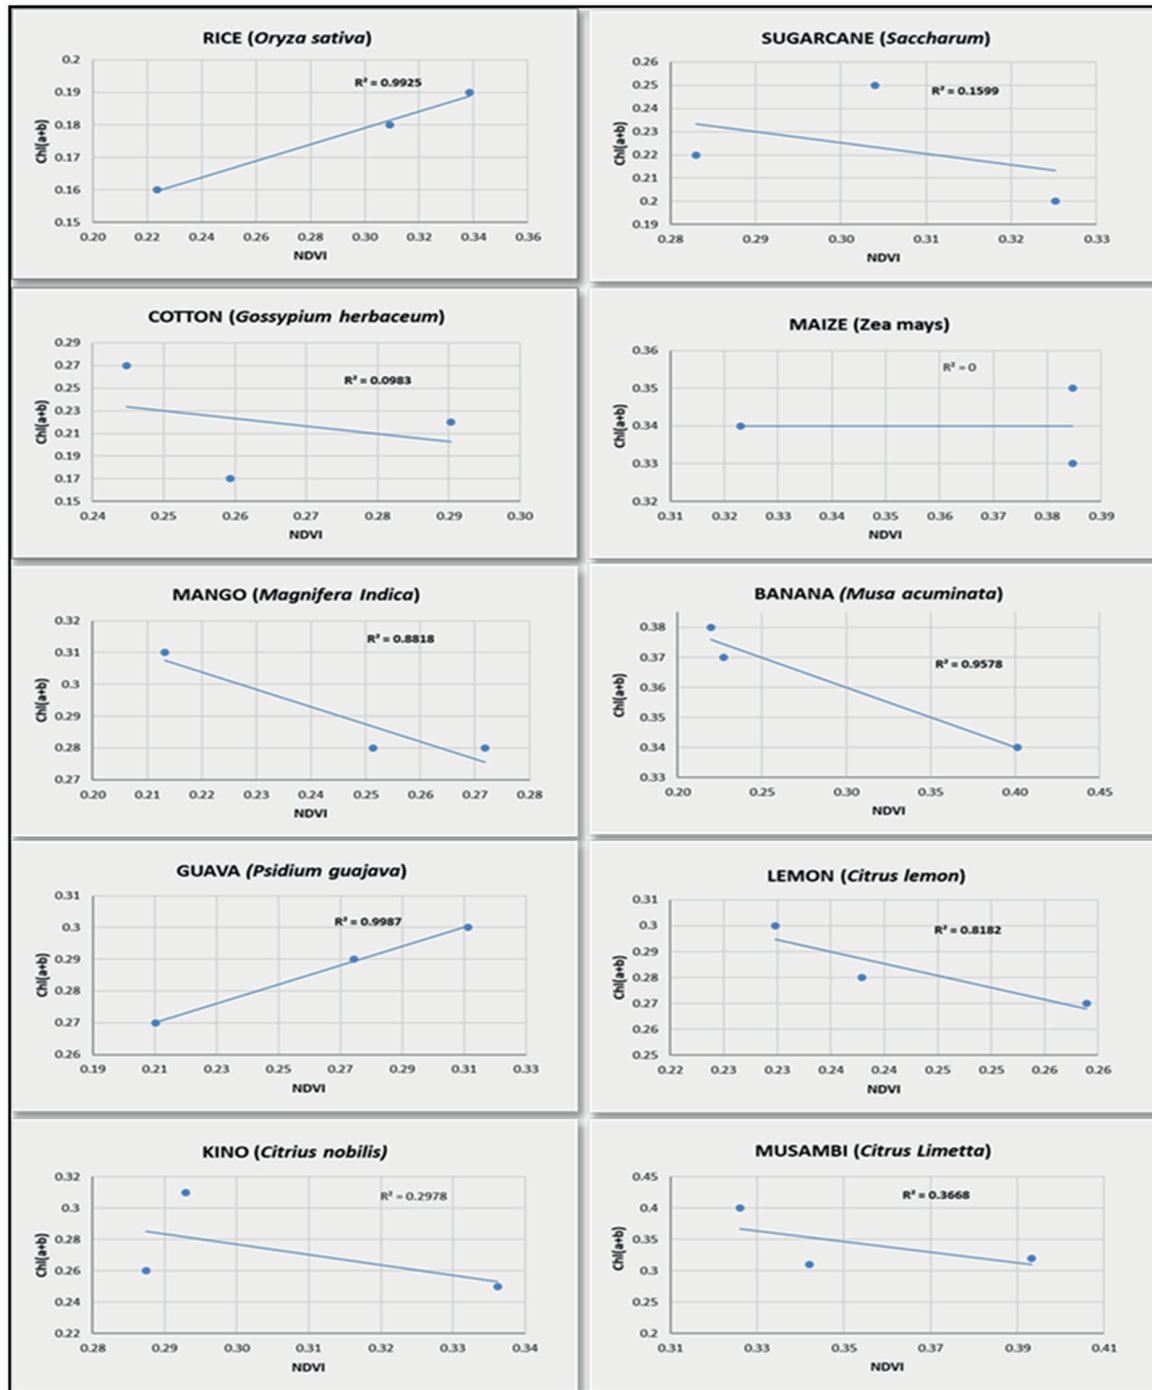 RICE (Oryza sativa)
R² = 0.9925
Chl(a+b)
0.2
0.19
0.18
0.17
0.16
0.15
0.20 0.22 0.24 0.26 0.28 0.30 0.32 0.34 0.36
NDVI
SUGARCANE (Saccharum)
R² = 0.1599
Chl(a+b)
0.26
0.25
0.24
0.23
0.22
0.21
0.2
0.19
0.28 0.29 0.30 0.31 0.32 0.33
NDVI
COTTON (Gossypium herbaceum)
R² = 0.0983
Chl(a+b)
0.29
0.27
0.25
0.23
0.21
0.19
0.17
0.15
0.24 0.25 0.26 0.27 0.28 0.29 0.30
NDVI
MAIZE (Zea mays)
R² = 0
Chl(a+b)
0.36
0.35
0.34
0.33
0.32
0.31 0.32 0.33 0.34 0.35 0.36 0.37 0.38 0.39
NDVI
MANGO (Magnifera Indica)
R² = 0.8818
Chl(a+b)
0.32
0.31
0.3
0.29
0.28
0.27
0.20 0.21 0.22 0.23 0.24 0.25 0.26 0.27 0.28
NDVI
BANANA (Musa acuminata)
R² = 0.9578
Chl(a+b)
0.38
0.37
0.36
0.35
0.34
0.33
0.20 0.25 0.30 0.35 0.40 0.45
NDVI
GUAVA (Psidium guajava)
R² = 0.9987
Chl(a+b)
0.31
0.3
0.29
0.28
0.27
0.26
0.19 0.21 0.23 0.25 0.27 0.29 0.31 0.33
NDVI
LEMON (Citrus lemon)
R² = 0.8182
Chl(a+b)
0.31
0.3
0.29
0.28
0.27
0.26
0.25
0.22 0.23 0.23 0.24 0.24 0.25 0.25 0.26 0.26
NDVI
KINO (Citrius nobilis)
R² = 0.2978
Chl(a+b)
0.32
0.3
0.28
0.26
0.24
0.22
0.28 0.29 0.30 0.31 0.32 0.33 0.34
NDVI
MUSAMBI (Citrus Limetta)
R² = 0.3668
Chl(a+b)
0.45
0.4
0.35
0.3
0.25
0.2
0.31 0.33 0.35 0.37 0.39 0.41
NDVI